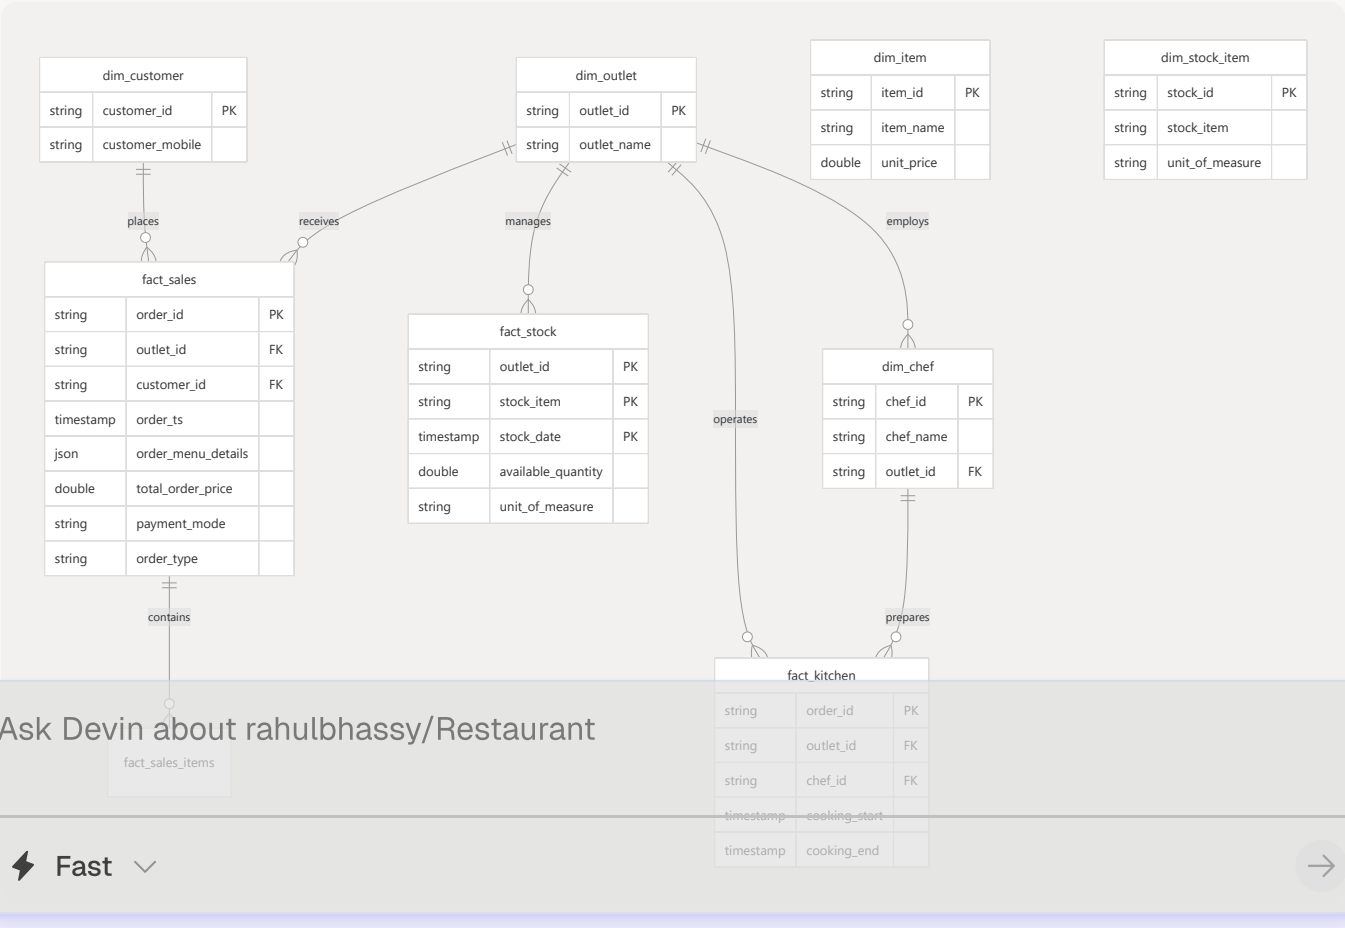 dim_customer
string customer_id PK
string customer_mobile
dim_outlet
string outlet_id PK
string outlet_name
dim_item
string item_id PK
string item_name
double unit_price
dim_stock_item
string stock_id PK
string stock_item
string unit_of_measure
places
receives
manages
employs
fact_sales
string order_id PK
string outlet_id FK
string customer_id FK
timestamp order_ts
json order_menu_details
double total_order_price
string payment_mode
string order_type
fact_stock
string outlet_id PK
string stock_item PK
timestamp stock_date PK
double available_quantity
string unit_of_measure
operates
dim_chef
string chef_id PK
string chef_name
string outlet_id FK
contains
prepares
fact_kitchen
string order_id PK
string outlet_id FK
string chef_id FK
timestamp cooking_start
timestamp cooking_end
Ask Devin about rahulbhassy/Restaurant
fact_sales_items
Fast